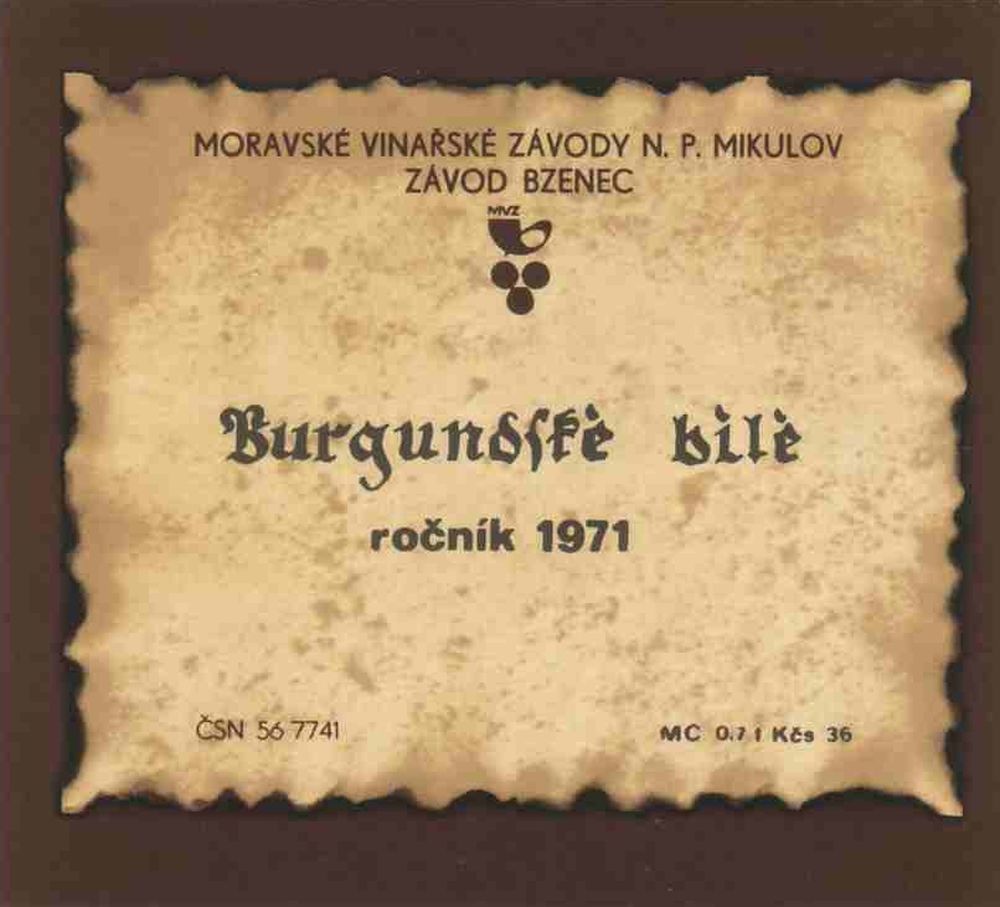 MORAVSKÉ VINAŘSKÉ ZÁVODY N. P. MIKULOV
ZÁVOD BZENEC
MVZ
Burgundské bílé
ročník 1971
ČSN 56 7741
MC 0.7 l Kčs 36